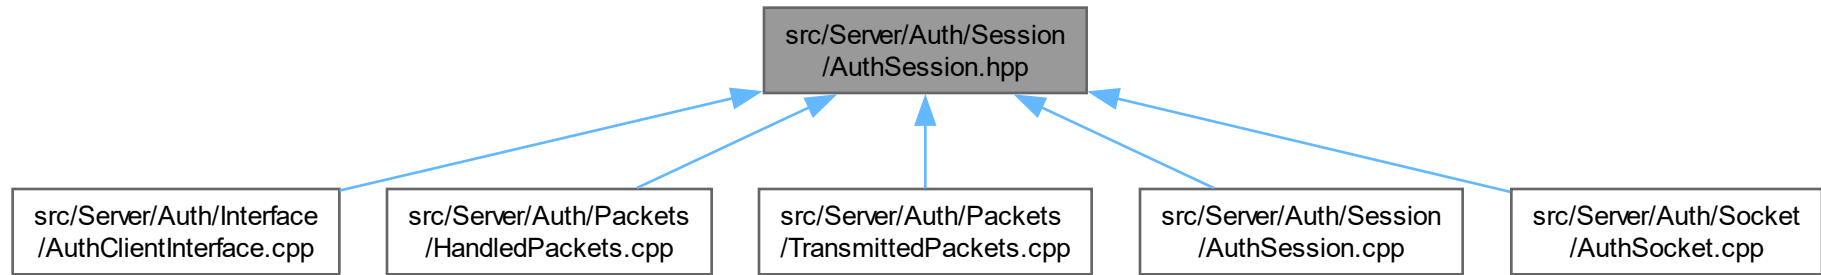 src/Server/Auth/Session
/AuthSession.hpp
src/Server/Auth/Interface
/AuthClientInterface.cpp
src/Server/Auth/Packets
/HandledPackets.cpp
src/Server/Auth/Packets
/TransmittedPackets.cpp
src/Server/Auth/Session
/AuthSession.cpp
src/Server/Auth/Socket
/AuthSocket.cpp